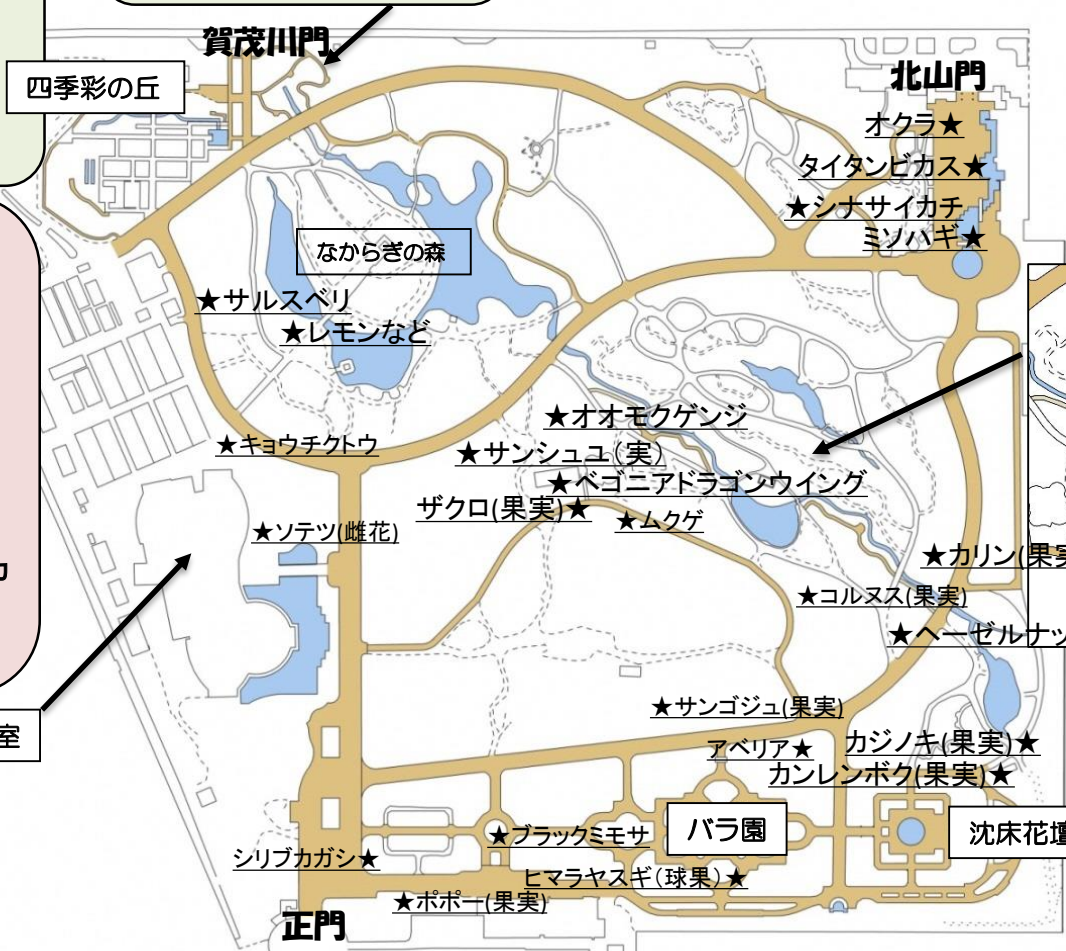 賀茂川門
四季彩の丘
北山門
オクラ★
タイタンビカス★
★シナサイカチ
ミソハギ★
なからぎの森
★サルスベリ
★レモンなど
★オオモクゲンジ
★キョウチクトウ
★サンシュユ(実)
★ベゴニアドラゴンウイング
ザクロ(果実)★
★ムクゲ
★ソテツ(雌花)
★カリン(果実
★コルヌス(果実)
★ヘーゼルナッ
室
★サンゴジュ(果実)
アベリア★
カジノキ(果実)★
カンレンボク(果実)★
★ブラックミモサ
バラ園
沈床花壇
シリブカガシ★
ヒマラヤスギ(球果)★
★ポポー(果実)
正門